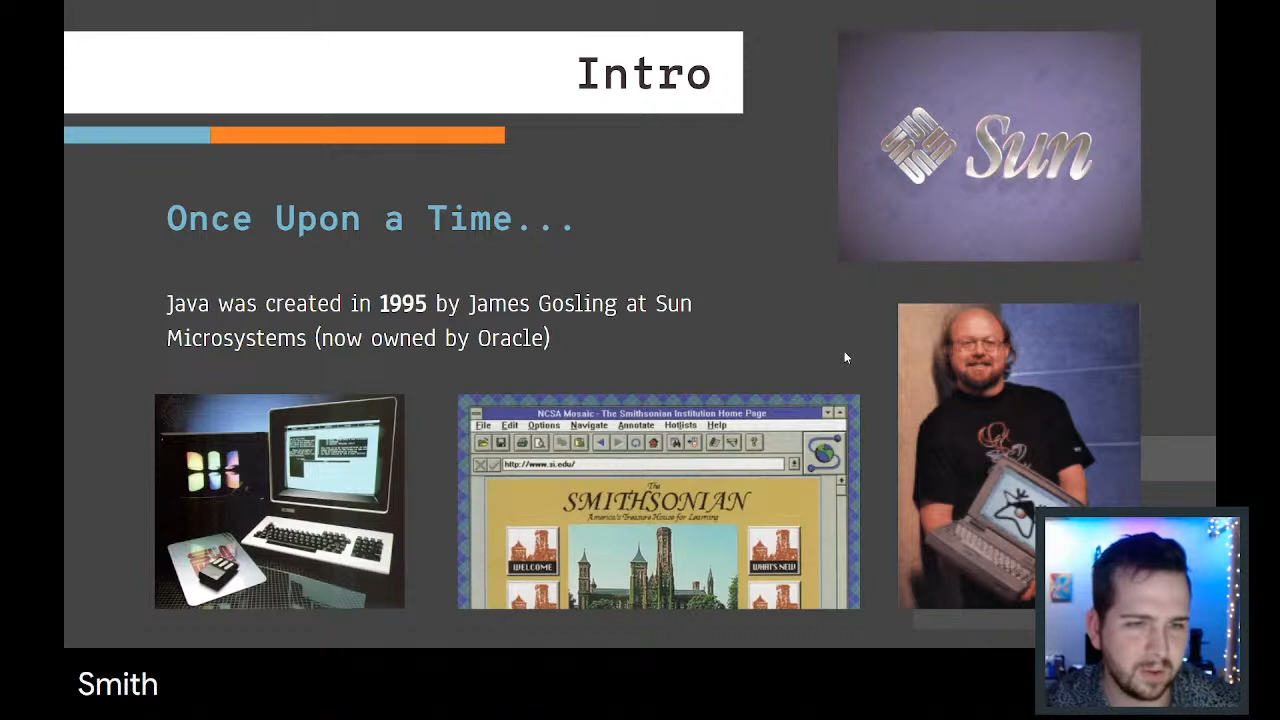 Intro
Sun
Once Upon a Time...
Java was created in 1995 by James Gosling at Sun
Microsystems (now owned by Oracle)
NCSA Mosaic - The Smithsonian Institution Home Page
File Edit Options Navigate Annotate Hotlists Help
http://www.si.edu/
The
SMITHSONIAN
America's Treasure House for Learning
WELCOME
WHAT'S NEW
Smith